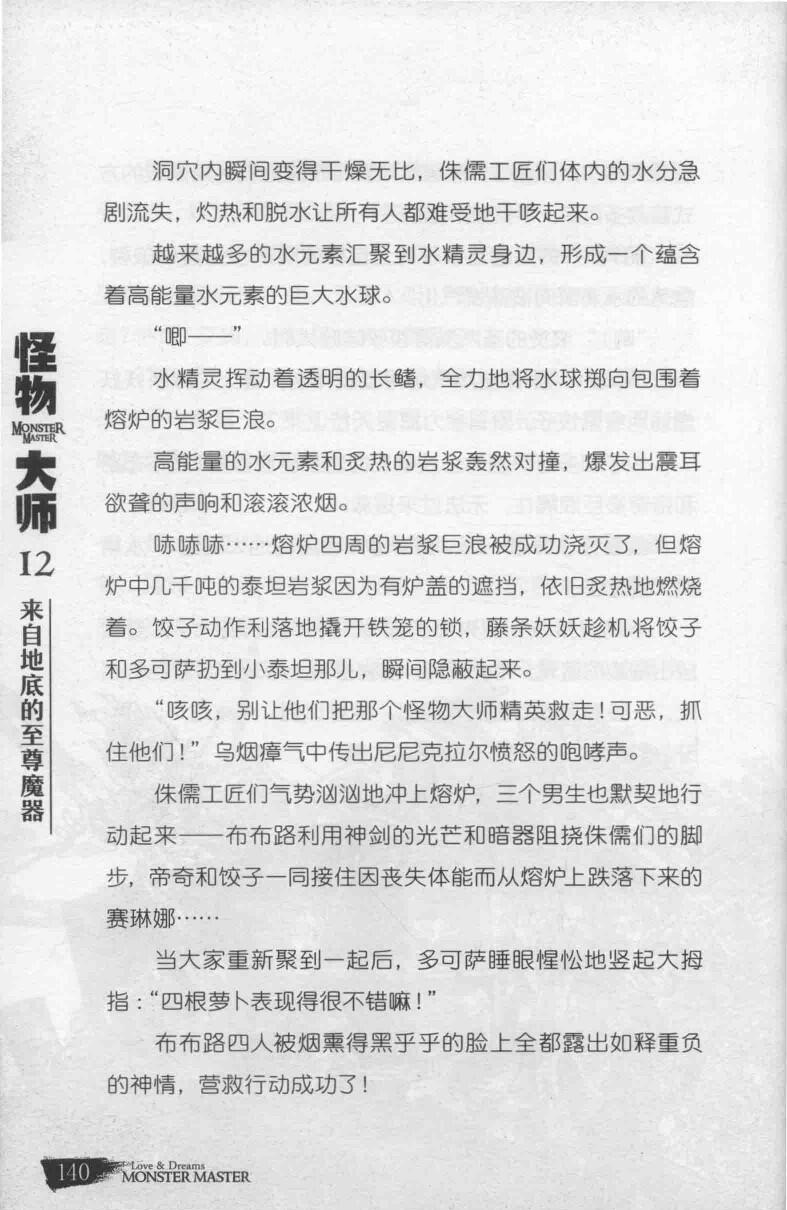 洞穴内瞬间变得干燥无比，侏儒工匠们体内的水分急
剧流失，灼热和脱水让所有人都难受地干咳起来。
越来越多的水元素汇聚到水精灵身边，形成一个蕴含
着高能量水元素的巨大水球。
“唧——”
水精灵挥动着透明的长鳍，全力地将水球掷向包围着
熔炉的岩浆巨浪。
高能量的水元素和炙热的岩浆轰然对撞，爆发出震耳
欲聋的声响和滚滚浓烟。
哧哧哧……熔炉四周的岩浆巨浪被成功浇灭了，但熔
炉中几千吨的泰坦岩浆因为有炉盖的遮挡，依旧炙热地燃烧
着。饺子动作利落地撬开铁笼的锁，藤条妖妖趁机将饺子
和多可萨扔到小泰坦那儿，瞬间隐蔽起来。
“咳咳，别让他们把那个怪物大师精英救走！可恶，抓
住他们！”乌烟瘴气中传出尼尼克拉尔愤怒的咆哮声。
侏儒工匠们气势汹汹地冲上熔炉，三个男生也默契地行
动起来——布布路利用神剑的光芒和暗器阻挠侏儒们的脚
步，帝奇和饺子一同接住因丧失体能而从熔炉上跌落下来的
赛琳娜……
当大家重新聚到一起后，多可萨睡眼惺忪地竖起大拇
指：“四根萝卜表现得很不错嘛！”
布布路四人被烟熏得黑乎乎的脸上全都露出如释重负
的神情，营救行动成功了！
怪物
MONSTER
MASTER
大师
12
来自地底的至尊魔器
140
Love & Dreams
MONSTER MASTER